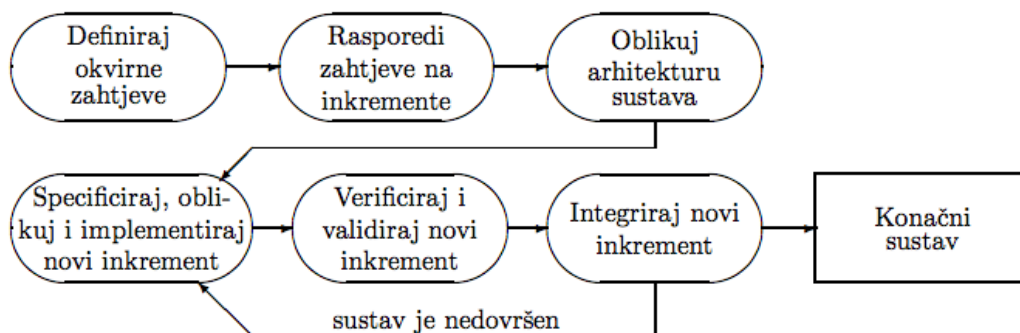 Definiraj
okvirne
zahtjeve
Rasporedi
zahtjeve na
inkremente
Oblikuj
arhitekturu
sustava
Specificiraj, obli-
kuj i implementiraj
novi inkrement
Verificiraj i
validiraj novi
inkrement
Integriraj novi
inkrement
Konačni
sustav
sustav je nedovršen